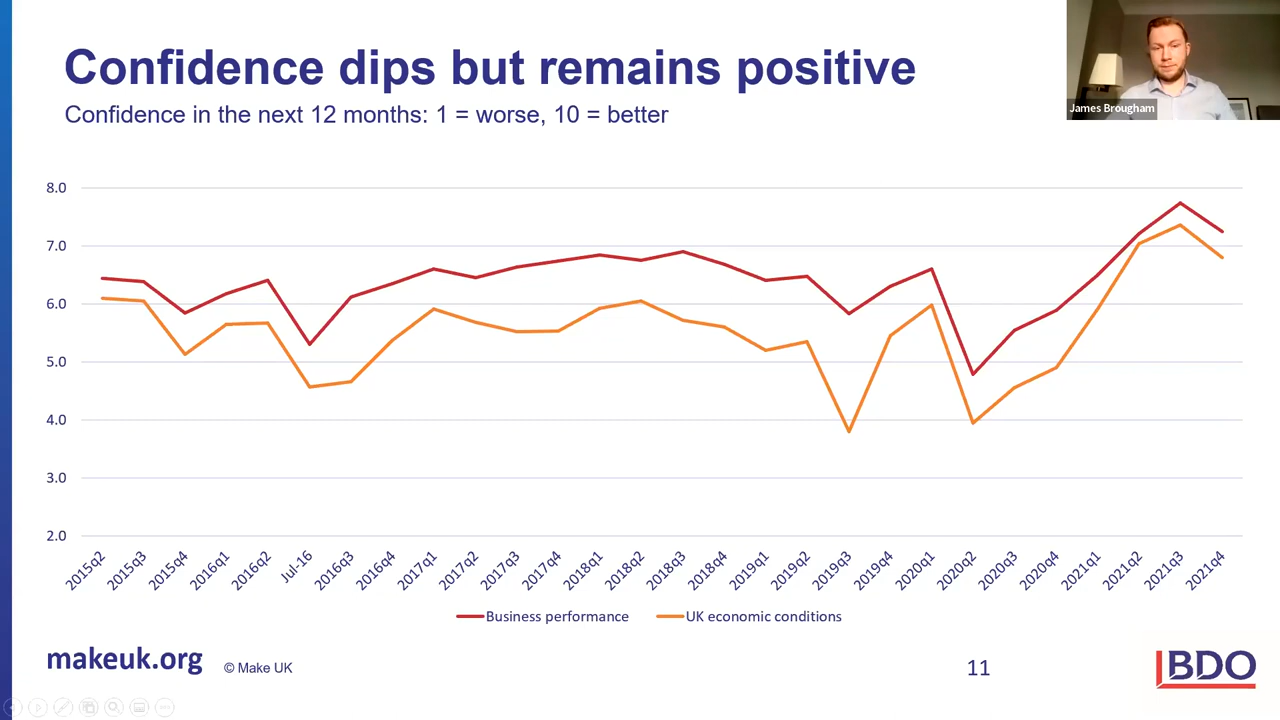 Confidence dips but remains positive
Confidence in the next 12 months: 1 = worse, 10 = better
James Brougham
8.0
7.0
6.0
5.0
4.0
3.0
2.0
2015q2
2015q3
2015q4
2016q1
2016q2
Jul-16
2016q3
2016q4
2017q1
2017q2
2017q3
2017q4
2018q1
2018q2
2018q3
2018q4
2019q1
2019q2
2019q3
2019q4
2020q1
2020q2
2020q3
2020q4
2021q1
2021q2
2021q3
2021q4
Business performance
UK economic conditions
makeuk.org
© Make UK
11
BDO